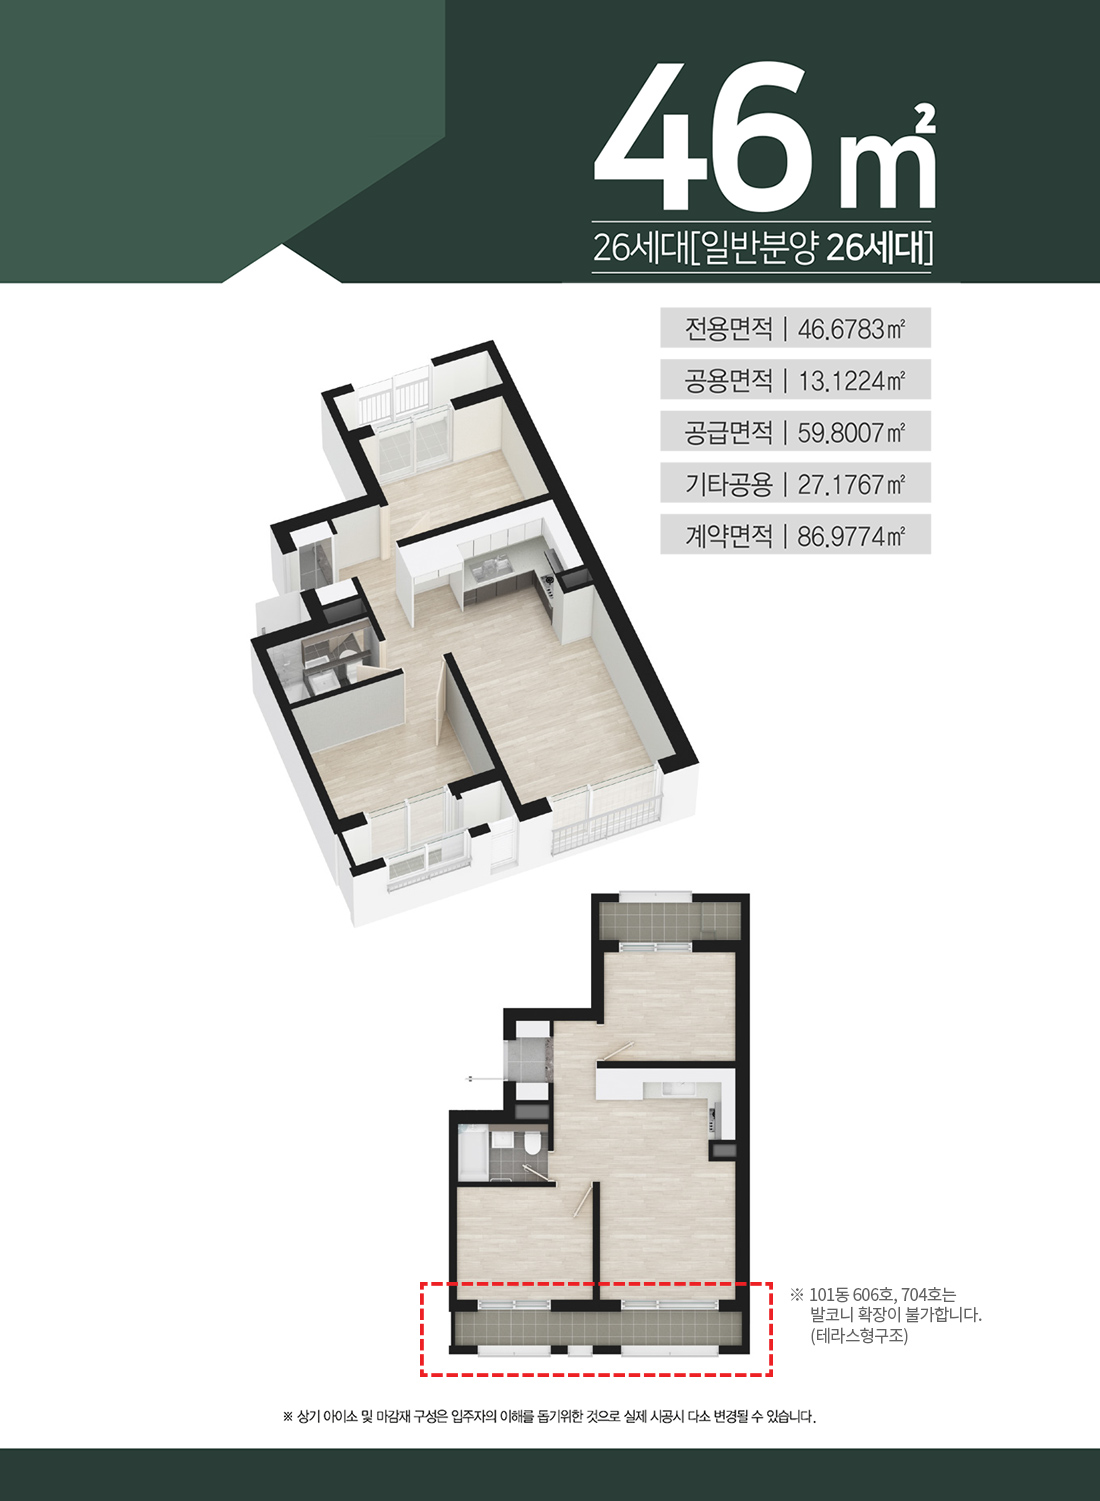 46㎡
26세대[일반분양 26세대]
전용면적 | 46.6783㎡
공용면적 | 13.1224㎡
공급면적 | 59.8007㎡
기타공용 | 27.1767㎡
계약면적 | 86.9774㎡
※ 101동 606호, 704호는
발코니 확장이 불가합니다.
(테라스형구조)
※ 상기 아이소 및 마감재 구성은 입주자의 이해를 돕기위한 것으로 실제 시공시 다소 변경될 수 있습니다.